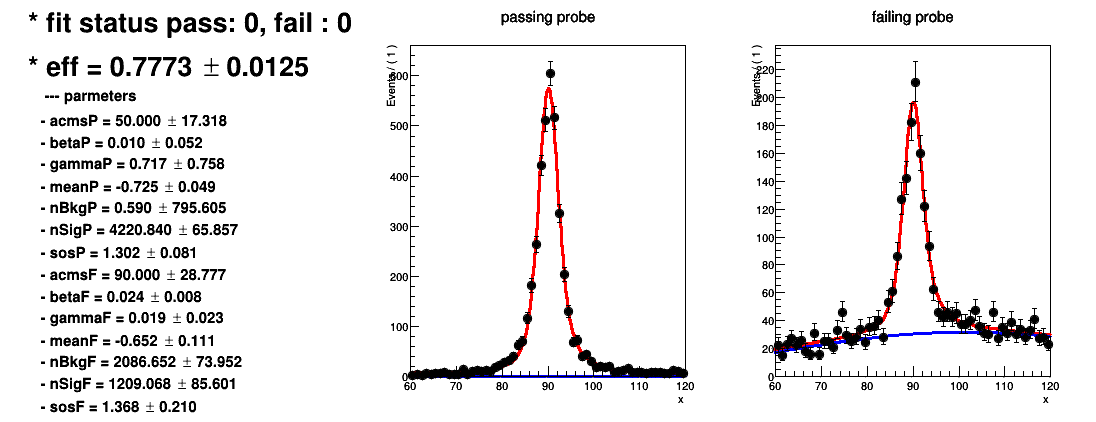 * fit status pass: 0, fail : 0
* eff = 0.7773 ± 0.0125
--- parmeters
- acmsP = 50.000 ± 17.318
- betaP = 0.010 ± 0.052
- gammaP = 0.717 ± 0.758
- meanP = -0.725 ± 0.049
- nBkgP = 0.590 ± 795.605
- nSigP = 4220.840 ± 65.857
- sosP = 1.302 ± 0.081
- acmsF = 90.000 ± 28.777
- betaF = 0.024 ± 0.008
- gammaF = 0.019 ± 0.023
- meanF = -0.652 ± 0.111
- nBkgF = 2086.652 ± 73.952
- nSigF = 1209.068 ± 85.601
- sosF = 1.368 ± 0.210
passing probe
Events / ( 1 )
600
500
400
300
200
100
0
60 70 80 90 100 110 120
x
failing probe
Events / ( 1 )
220
200
180
160
140
120
100
80
60
40
20
0
60 70 80 90 100 110 120
x